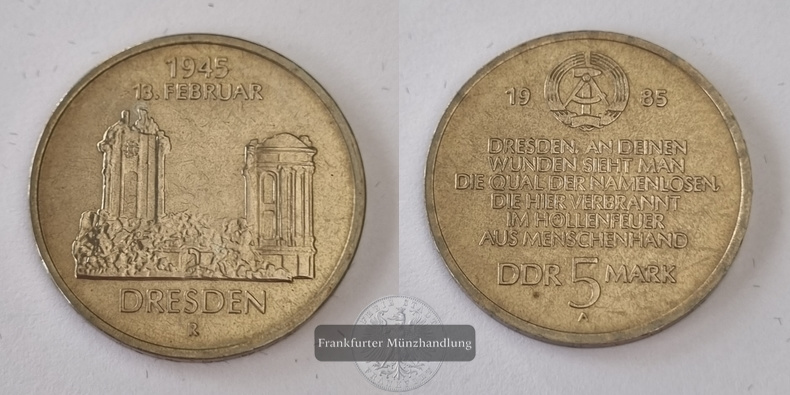 1945
13. FEBRUAR
DRESDEN
R
19 85
DRESDEN. AN DEINEN
WUNDEN SIEHT MAN
DIE QUAL DER NAMENLOSEN.
DIE HIER VERBRANNT
IM HÖLLENFEUER
AUS MENSCHENHAND
DDR 5 MARK
A
Frankfurter Münzhandlung